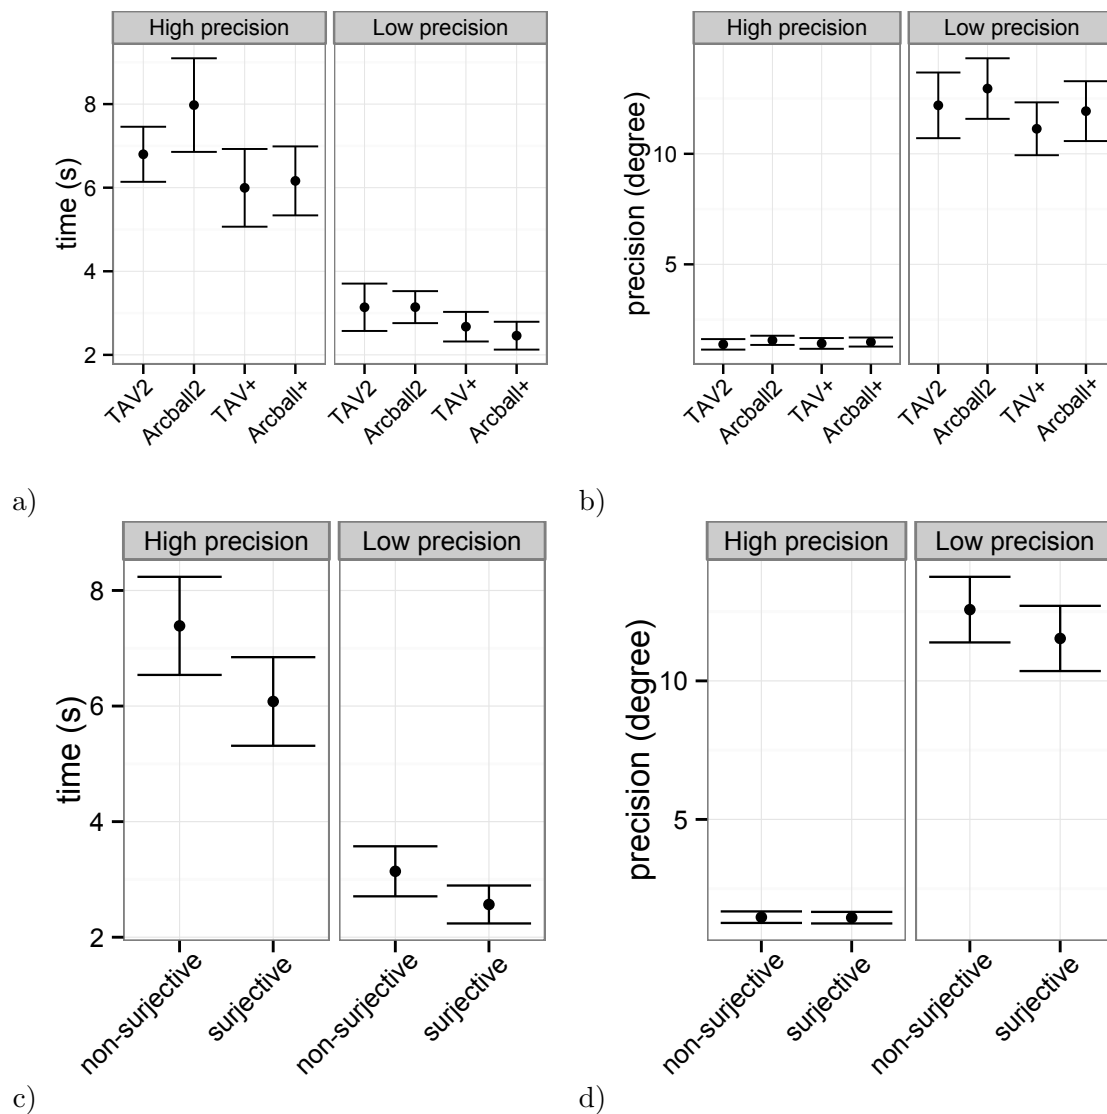 High precision Low precision
time (s)
8
6
4
2
TAV2 Arcball2 TAV+ Arcball+ TAV2 Arcball2 TAV+ Arcball+
a)
High precision Low precision
precision (degree)
10
5
TAV2 Arcball2 TAV+ Arcball+ TAV2 Arcball2 TAV+ Arcball+
b)
High precision Low precision
time (s)
8
6
4
2
non-surjective surjective non-surjective surjective
c)
High precision Low precision
precision (degree)
10
5
non-surjective surjective non-surjective surjective
d)